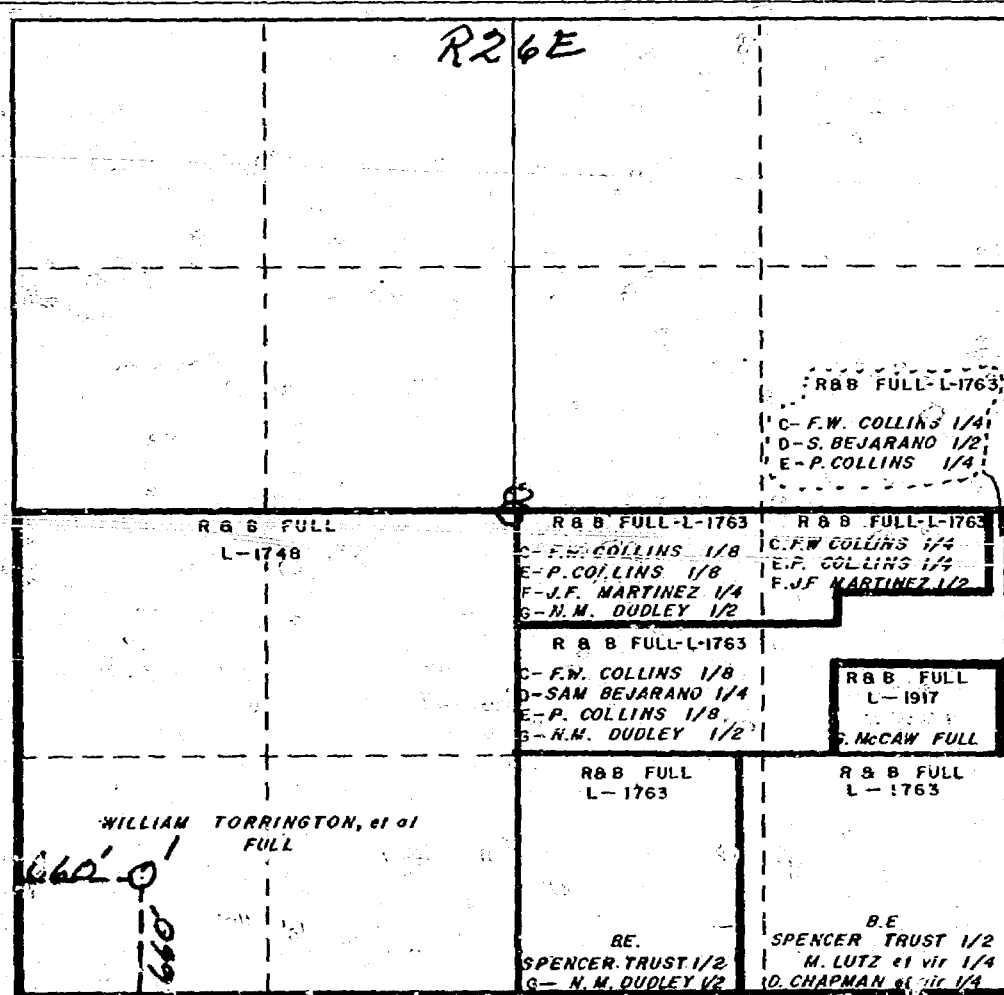 R26E
R&B FULL-L-1763
C- F.W. COLLINS 1/4
D-S. BEJARANO 1/2
E-P. COLLINS 1/4
R & B FULL
L-1748
R & B FULL-L-1763
C- F.W. COLLINS 1/8
E-P. COLLINS 1/8
F-J.F. MARTINEZ 1/4
G-N.M. DUDLEY 1/2
R & B FULL-L-1763
C.F.W COLLINS 1/4
E.P. COLLINS 1/4
F.J.F MARTINEZ 1/2
R & B FULL-L-1763
C-F.W. COLLINS 1/8
D-SAM BEJARANO 1/4
E-P. COLLINS 1/8
G-N.M. DUDLEY 1/2
R&B FULL
L-1917
S. McCAW FULL
R&B FULL
L-1763
R & B FULL
L-1763
WILLIAM TORRINGTON, et al
FULL
660'
1
660'
B.E.
SPENCER TRUST 1/2
G- N.M. DUDLEY 1/2
B.E
SPENCER TRUST 1/2
M. LUTZ et vir 1/4
D. CHAPMAN et vir 1/4